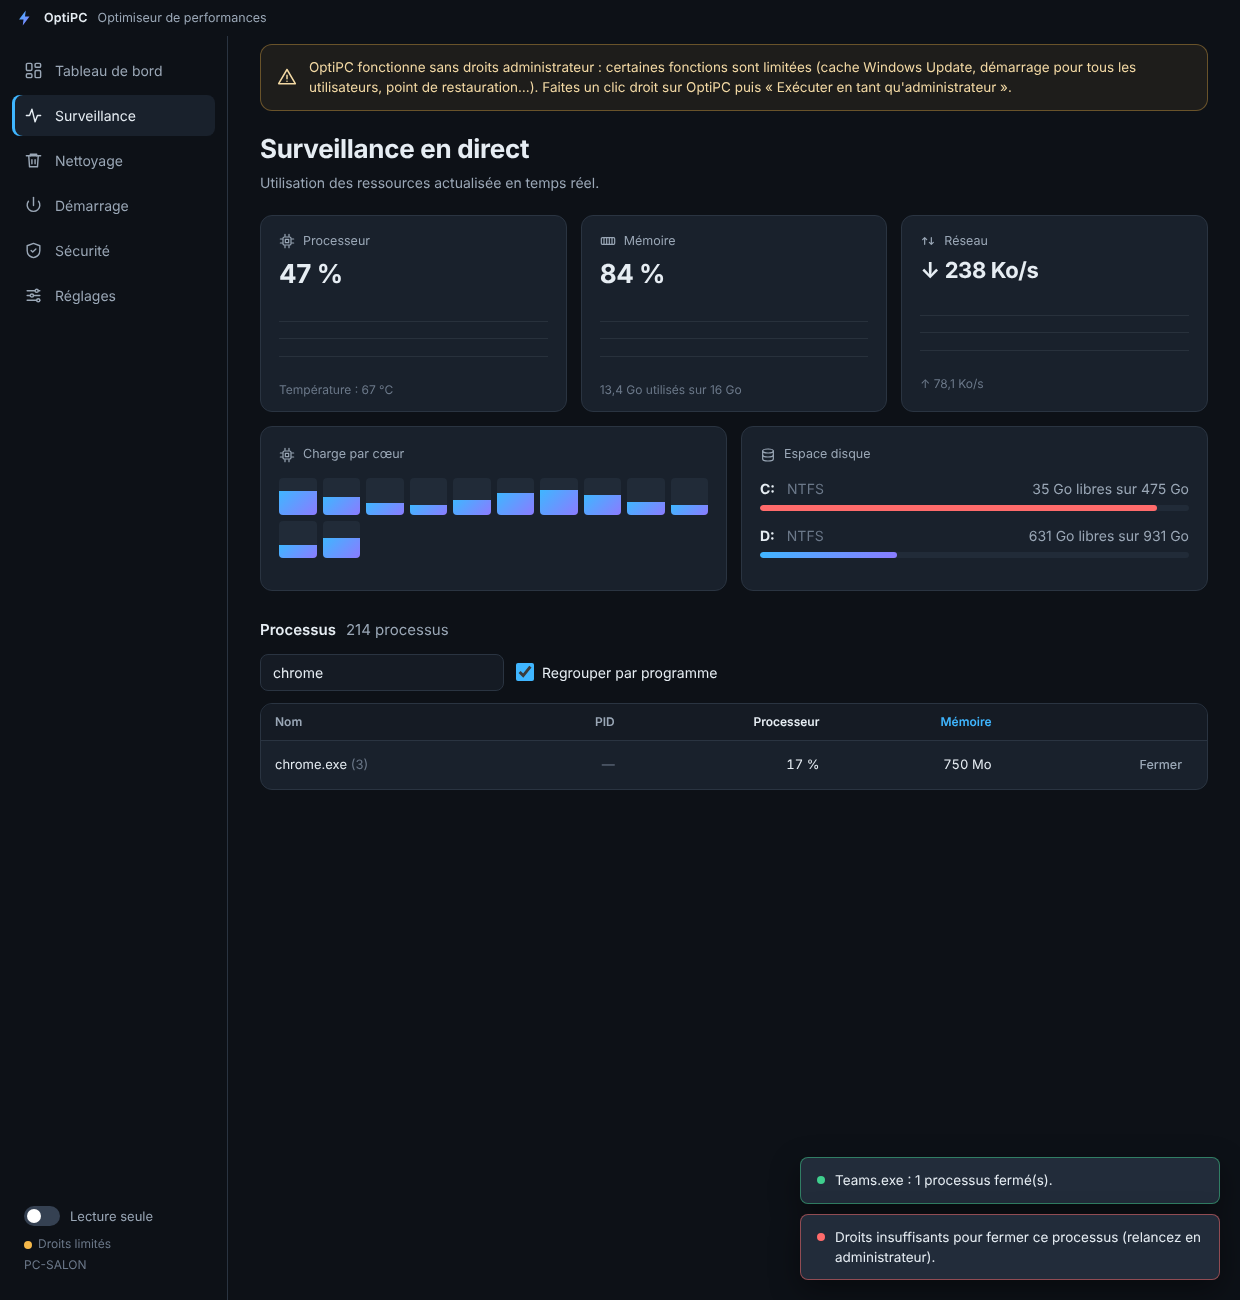 OptiPC Optimiseur de performances
Tableau de bord
Surveillance
Nettoyage
Démarrage
Sécurité
Réglages
OptiPC fonctionne sans droits administrateur : certaines fonctions sont limitées (cache Windows Update, démarrage pour tous les
utilisateurs, point de restauration…). Faites un clic droit sur OptiPC puis « Exécuter en tant qu'administrateur ».
Surveillance en direct
Utilisation des ressources actualisée en temps réel.
Processeur
47 %
Température : 67 °C
Mémoire
84 %
13,4 Go utilisés sur 16 Go
Réseau
↓ 238 Ko/s
↑ 78,1 Ko/s
Charge par cœur
Espace disque
C: NTFS 35 Go libres sur 475 Go
D: NTFS 631 Go libres sur 931 Go
Processus 214 processus
chrome
Regrouper par programme
Nom PID Processeur Mémoire
chrome.exe (3) — 17 % 750 Mo Fermer
Lecture seule
Droits limités
PC-SALON
Teams.exe : 1 processus fermé(s).
Droits insuffisants pour fermer ce processus (relancez en
administrateur).